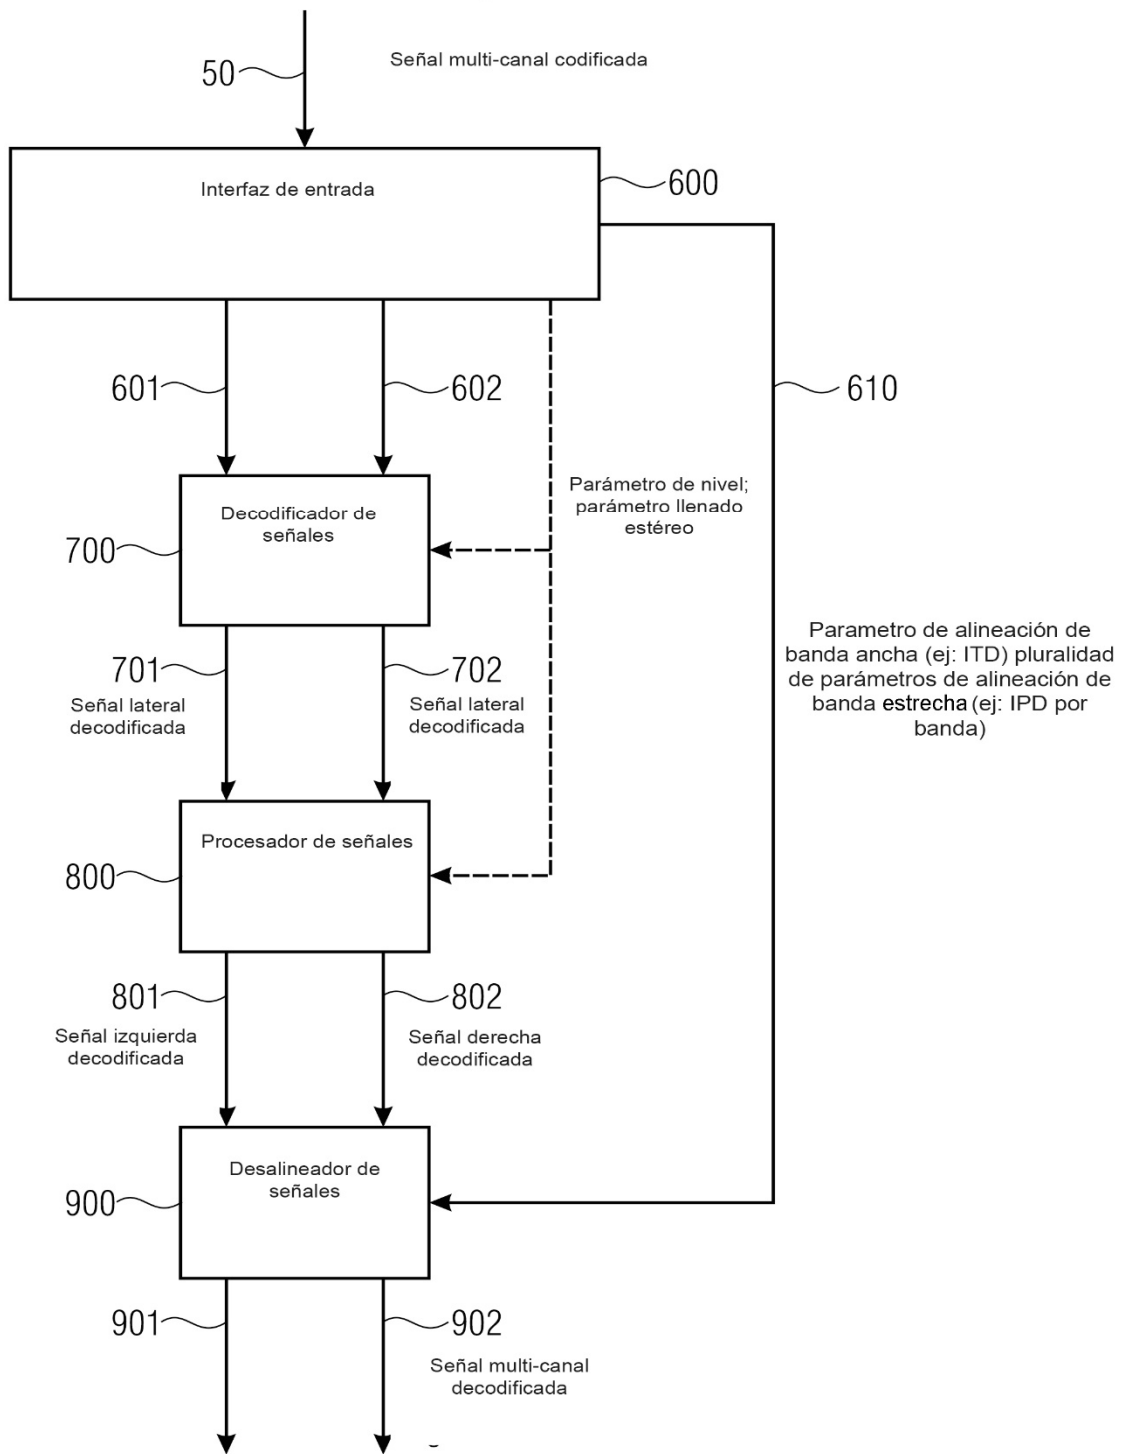 Señal multi-canal codificada
50
Interfaz de entrada
600
601
602
610
Parámetro de nivel;
parámetro llenado
estéreo
Decodificador de
señales
700
Parametro de alineación de
banda ancha (ej: ITD) pluralidad
de parámetros de alineación de
banda estrecha (ej: IPD por
banda)
701
702
Señal lateral
decodificada
Señal lateral
decodificada
Procesador de señales
800
801
802
Señal izquierda
decodificada
Señal derecha
decodificada
Desalineador de
señales
900
901
902
Señal multi-canal
decodificada